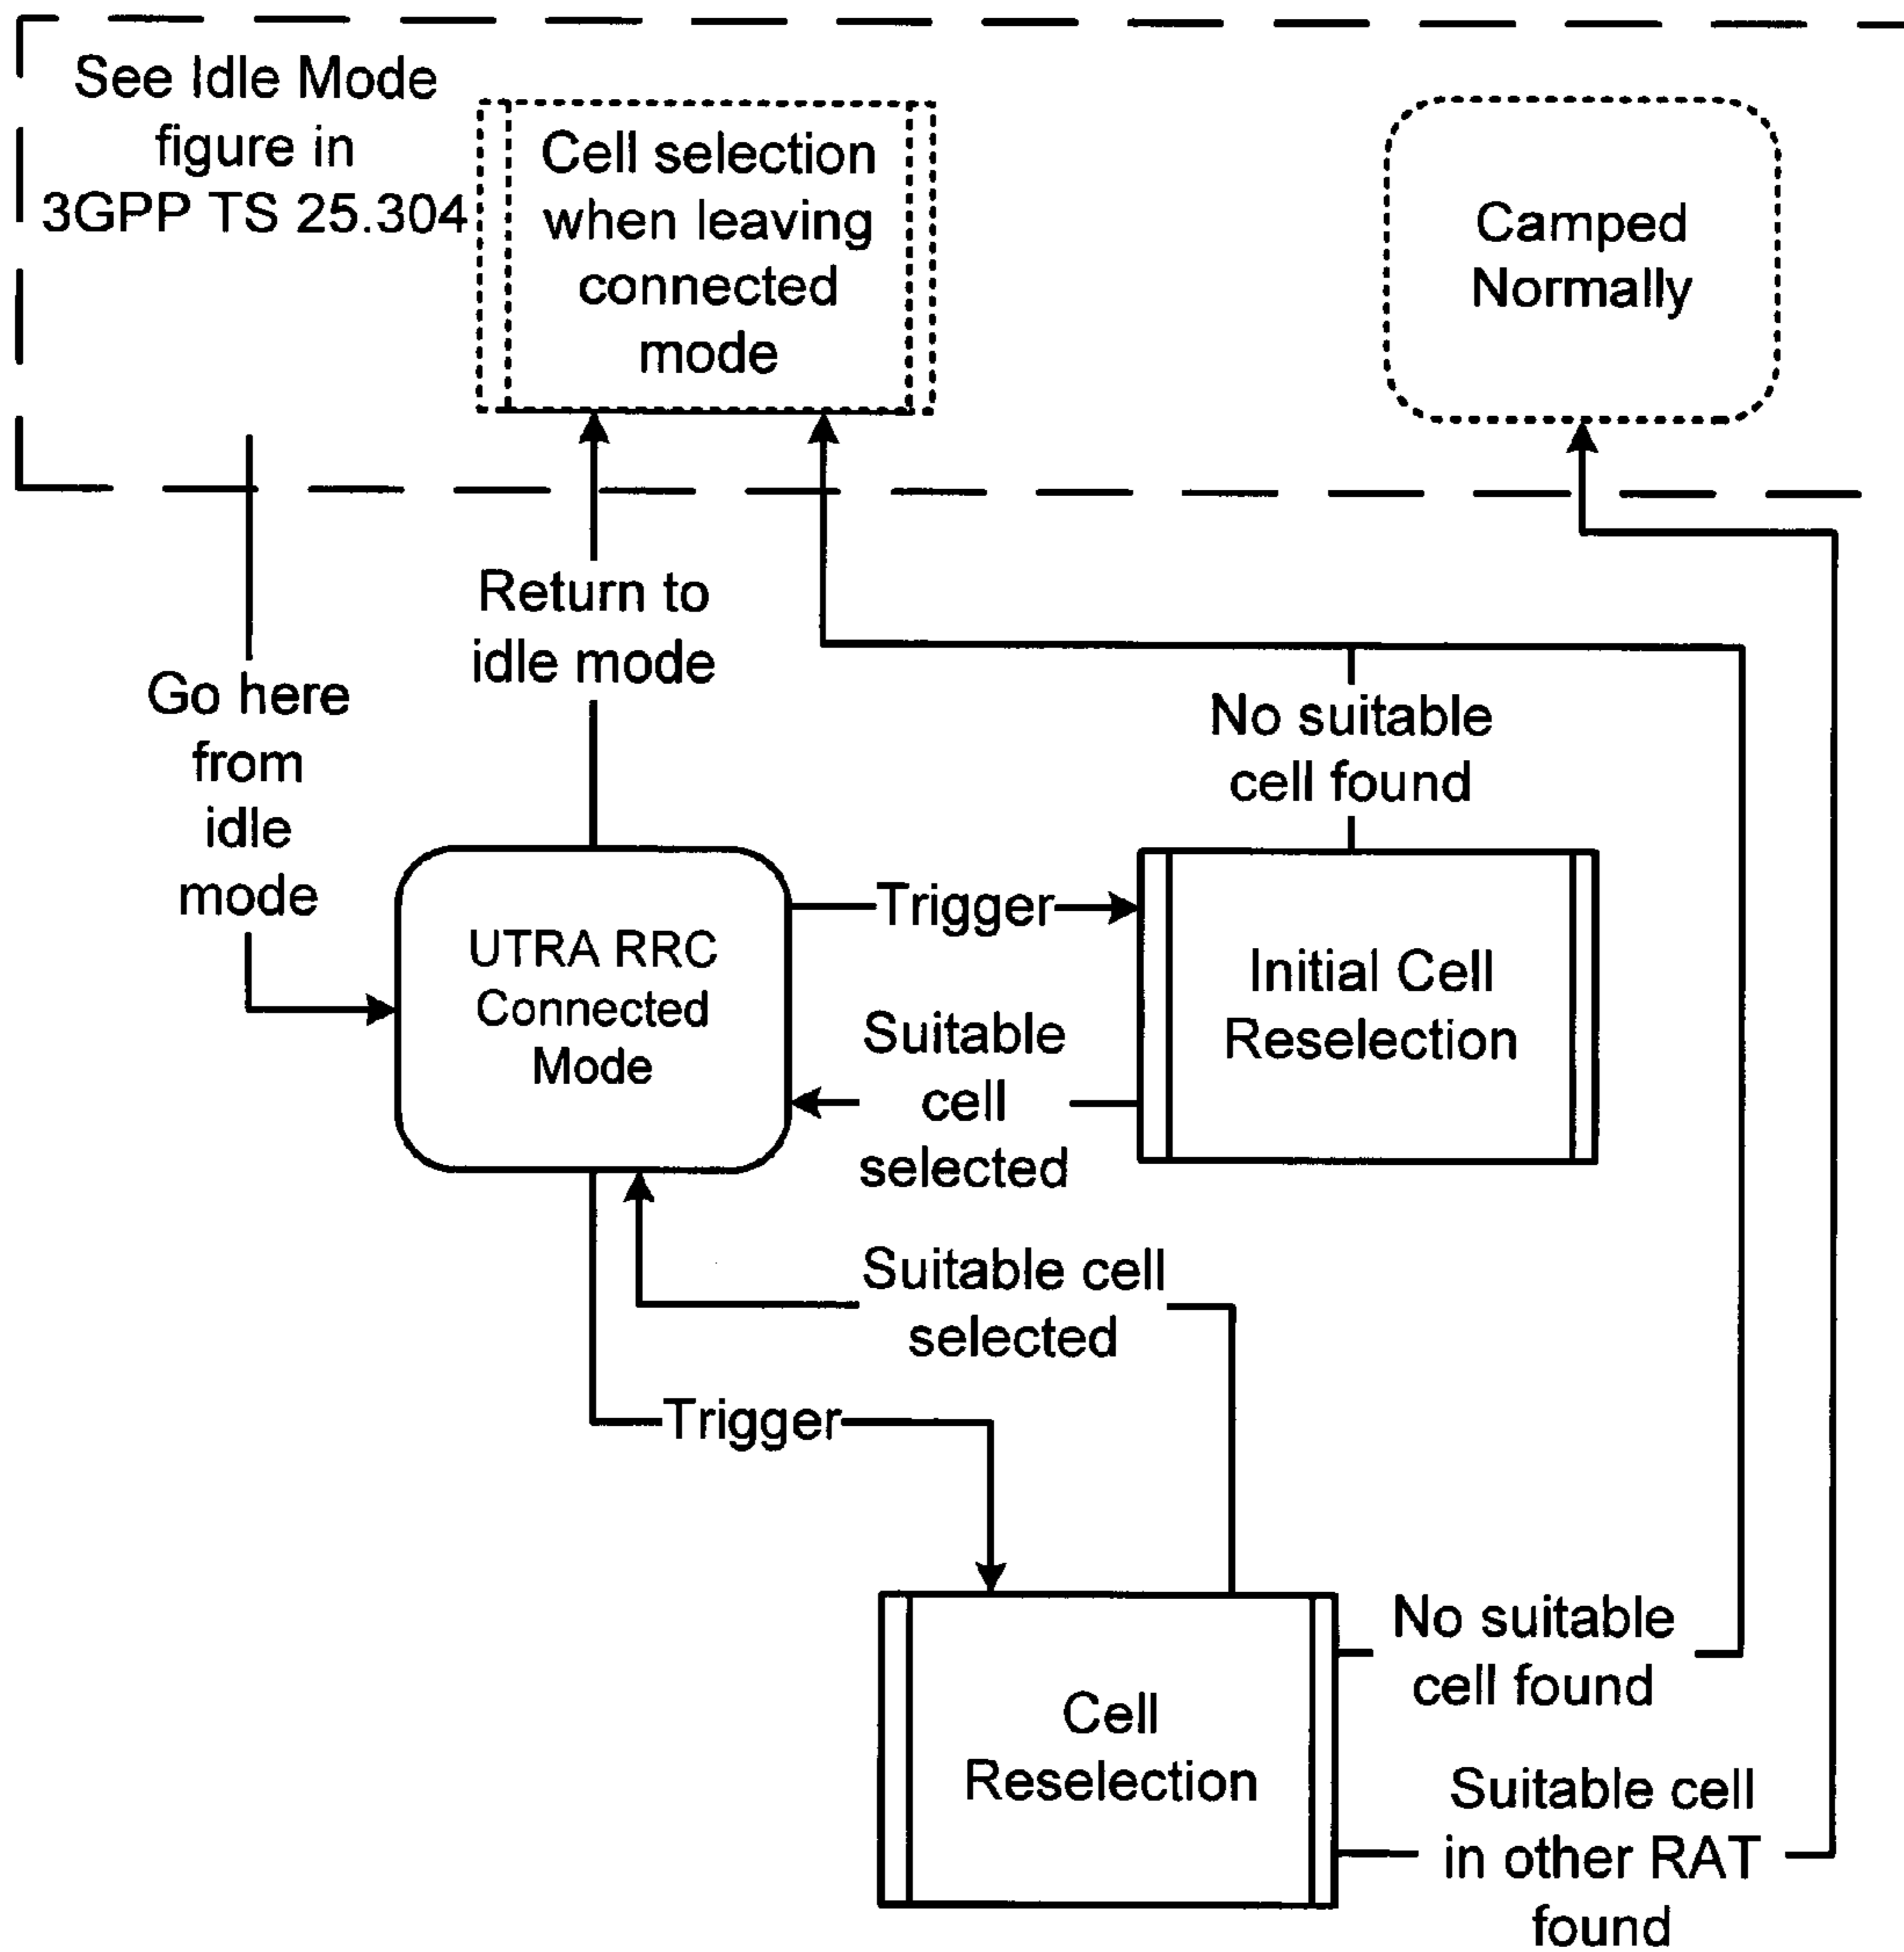 See Idle Mode
figure in
3GPP TS 25.304
Cell selection
when leaving
connected
mode
Camped
Normally
Return to
idle mode
Go here
from
idle
mode
No suitable
cell found
UTRA RRC
Connected
Mode
Trigger
Initial Cell
Reselection
Suitable
cell
selected
Suitable cell
selected
Trigger
No suitable
cell found
Cell
Reselection
Suitable cell
in other RAT
found